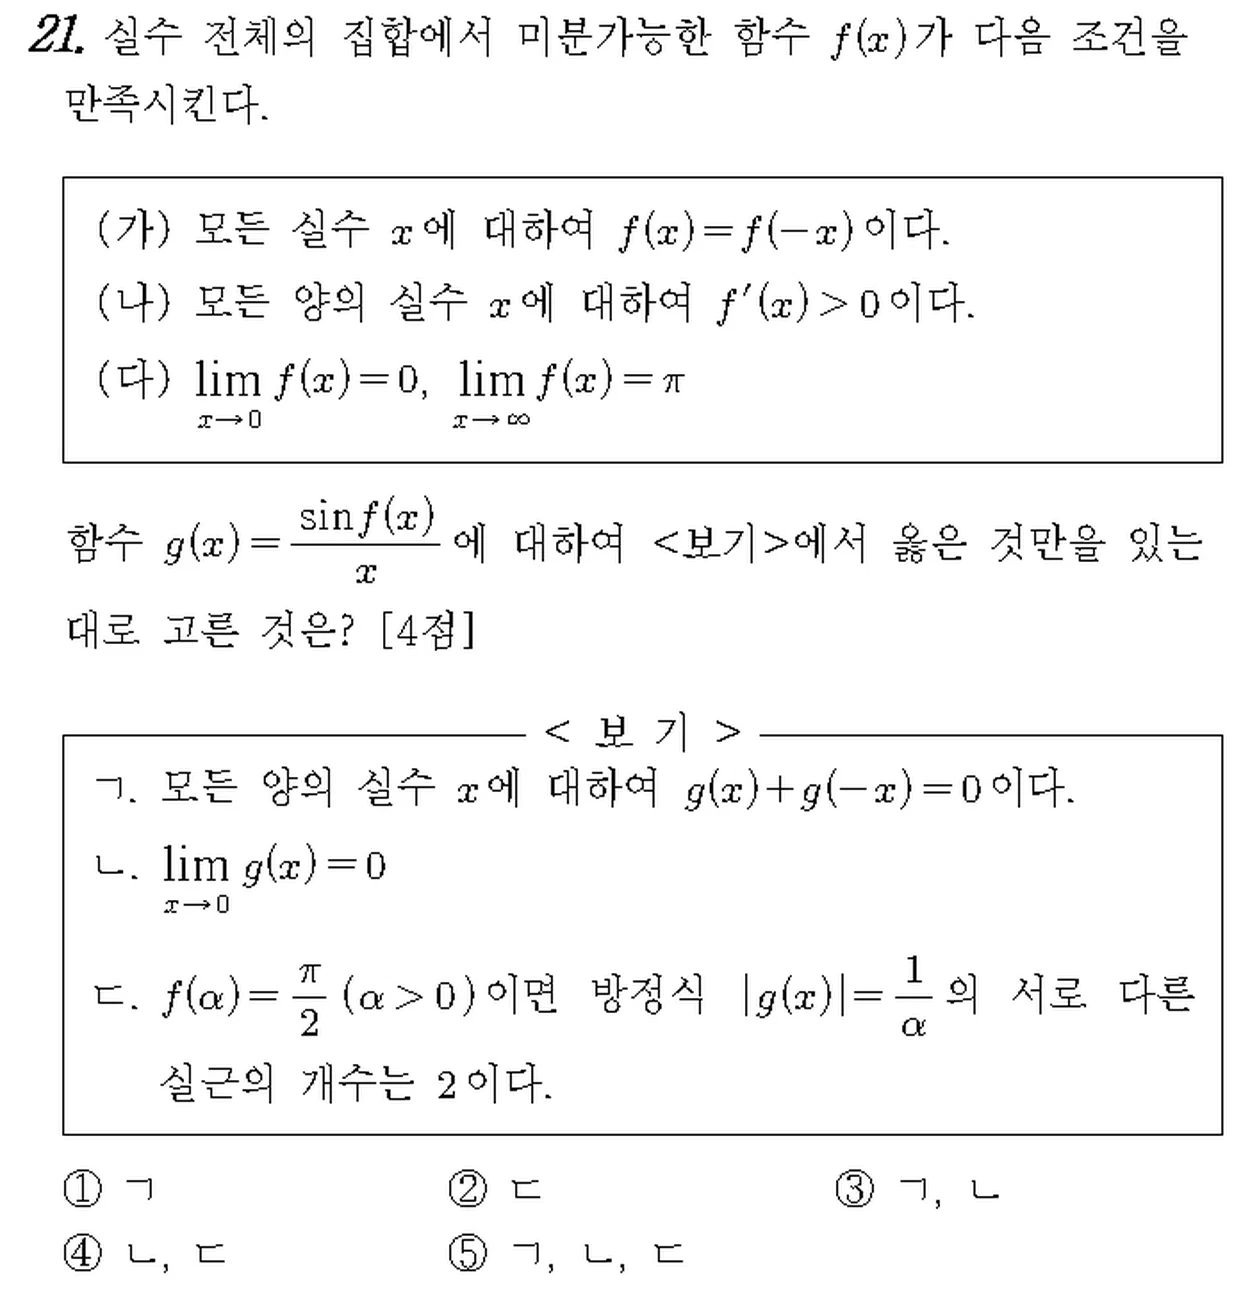 21. 실수 전체의 집합에서 미분가능한 함수 f(x)가 다음 조건을
만족시킨다.
(가) 모든 실수 x에 대하여 f(x)=f(-x)이다.
(나) 모든 양의 실수 x에 대하여 f′(x)>0이다.
(다) lim_{x→0} f(x)=0, lim_{x→∞} f(x)=π
함수 g(x)=\frac{sin f(x)}{x}에 대하여 <보기>에서 옳은 것만을 있는
대로 고른 것은? [4점]
< 보 기 >
ㄱ. 모든 양의 실수 x에 대하여 g(x)+g(-x)=0이다.
ㄴ. lim_{x→0} g(x)=0
ㄷ. f(α)=\frac{π}{2} (α>0)이면 방정식 |g(x)|=\frac{1}{α}의 서로 다른
실근의 개수는 2이다.
① ㄱ ② ㄷ ③ ㄱ, ㄴ
④ ㄴ, ㄷ ⑤ ㄱ, ㄴ, ㄷ